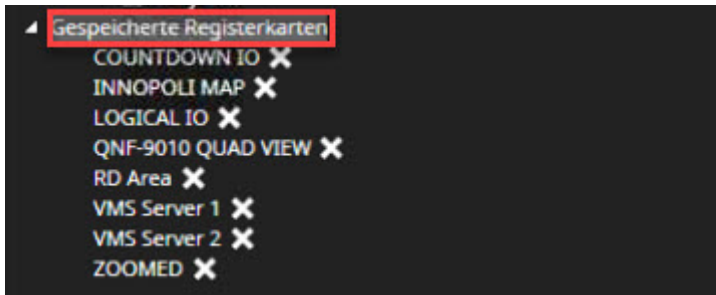 Gespeicherte Registerkarten
COUNTDOWN IO
INNOPOLI MAP
LOGICAL IO
QNF-9010 QUAD VIEW
RD Area
VMS Server 1
VMS Server 2
ZOOMED